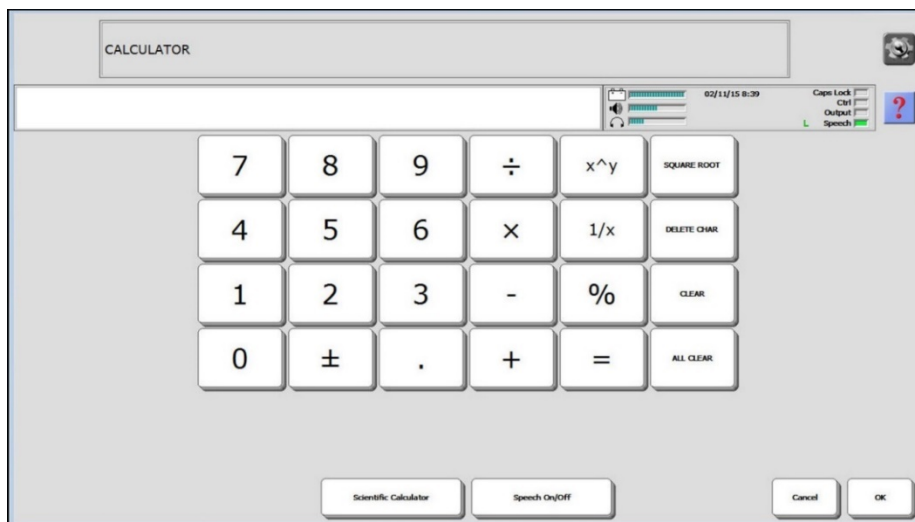 CALCULATOR
02/11/15 8:39
Caps Lock
Ctrl
Output
L Speech
?
7 8 9 ÷ x^y SQUARE ROOT
4 5 6 × 1/x DELETE CHAR
1 2 3 - % CLEAR
0 ± . + = ALL CLEAR
Scientific Calculator Speech On/Off Cancel OK